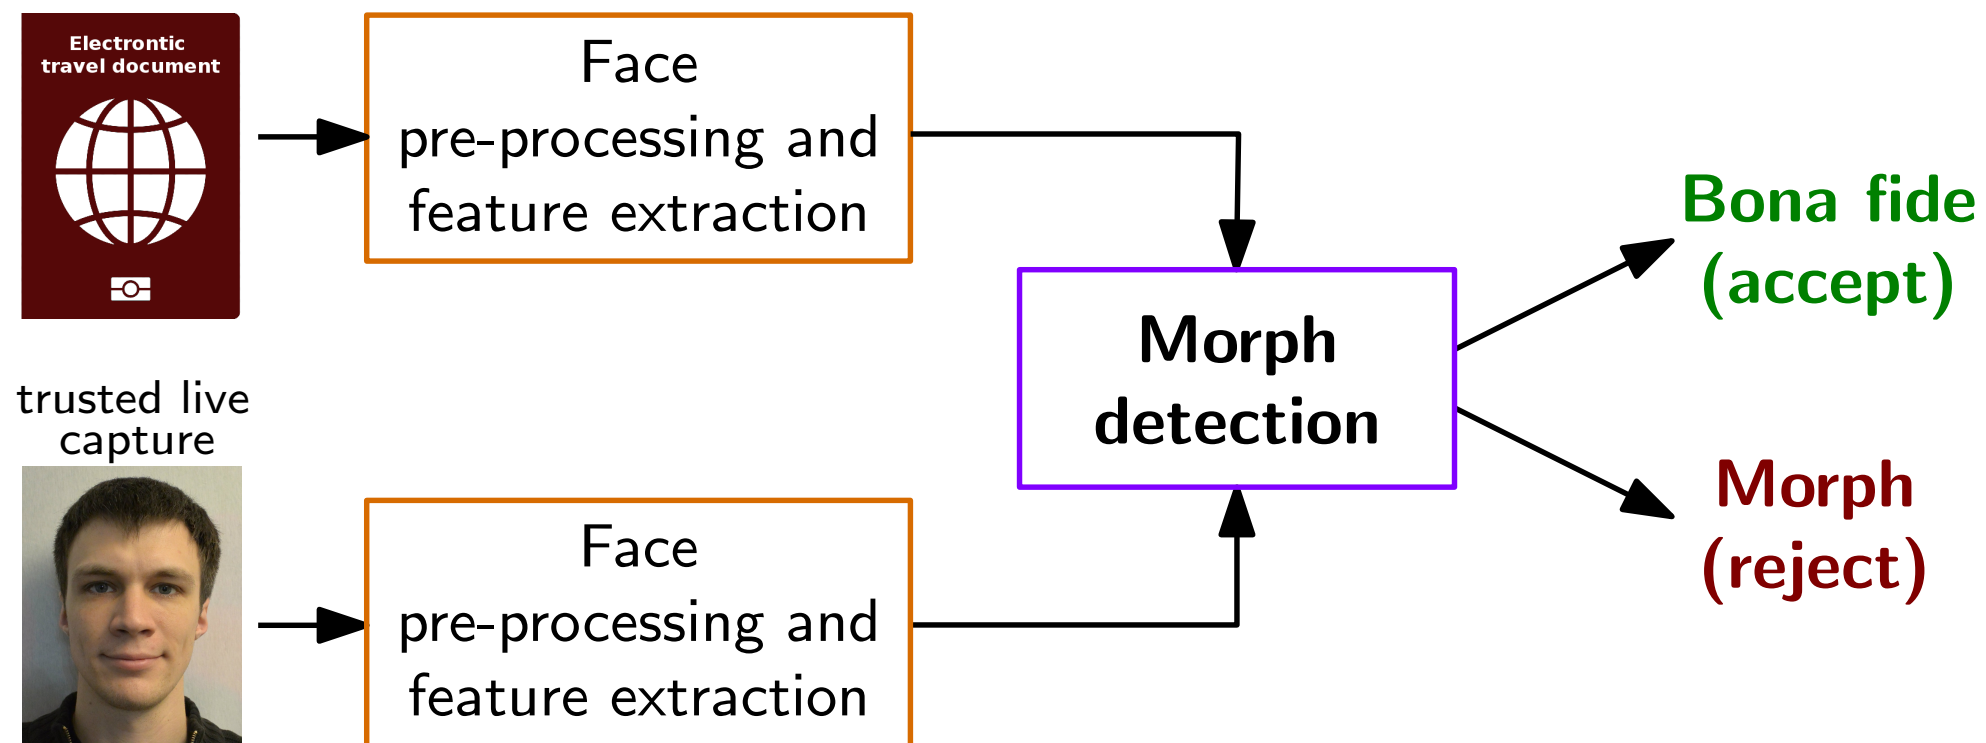 Electrontic
travel document
Face
pre-processing and
feature extraction
trusted live
capture
Face
pre-processing and
feature extraction
Morph
detection
Bona fide
(accept)
Morph
(reject)